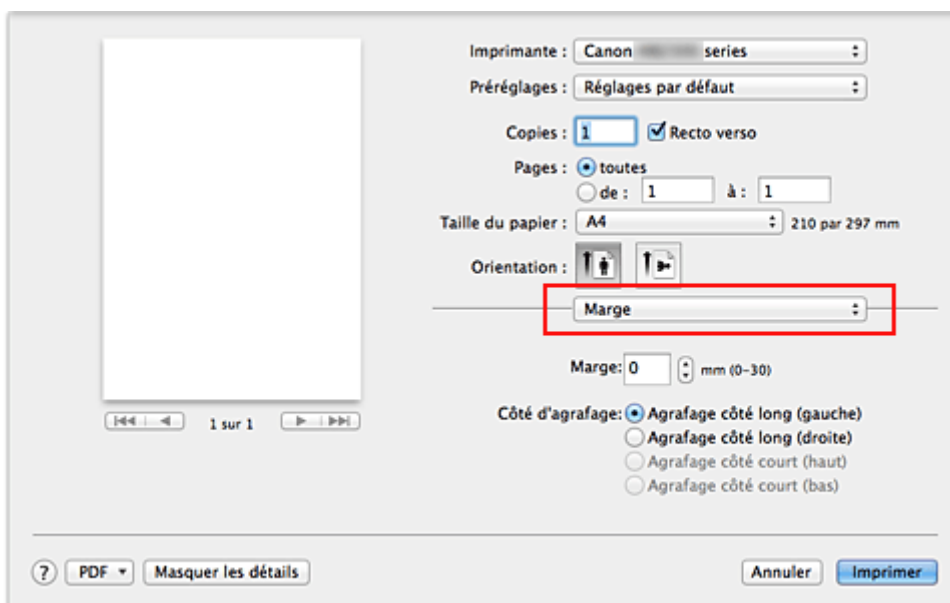 Imprimante : Canon series
Préréglages : Réglages par défaut
Copies : 1 Recto verso
Pages : toutes
de : 1 à : 1
Taille du papier : A4 210 par 297 mm
Orientation :
Marge
Marge: 0 mm (0-30)
Côté d'agrafage: Agrafage côté long (gauche)
Agrafage côté long (droite)
Agrafage côté court (haut)
Agrafage côté court (bas)
1 sur 1
? PDF Masquer les détails Annuler Imprimer